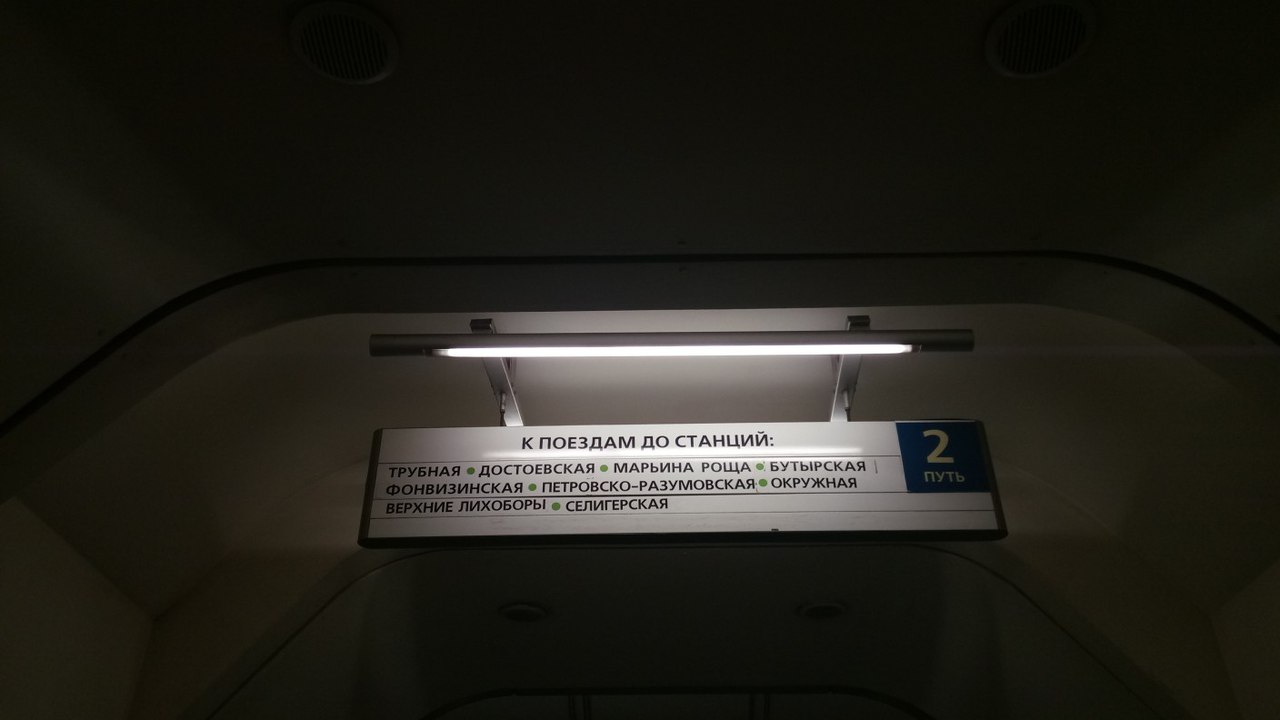 К ПОЕЗДАМ ДО СТАНЦИЙ:
ТРУБНАЯ • ДОСТОЕВСКАЯ • МАРЬИНА РОЩА • БУТЫРСКАЯ
ФОНВИЗИНСКАЯ • ПЕТРОВСКО-РАЗУМОВСКАЯ • ОКРУЖНАЯ
ВЕРХНИЕ ЛИХОБОРЫ • СЕЛИГЕРСКАЯ
2
ПУТЬ